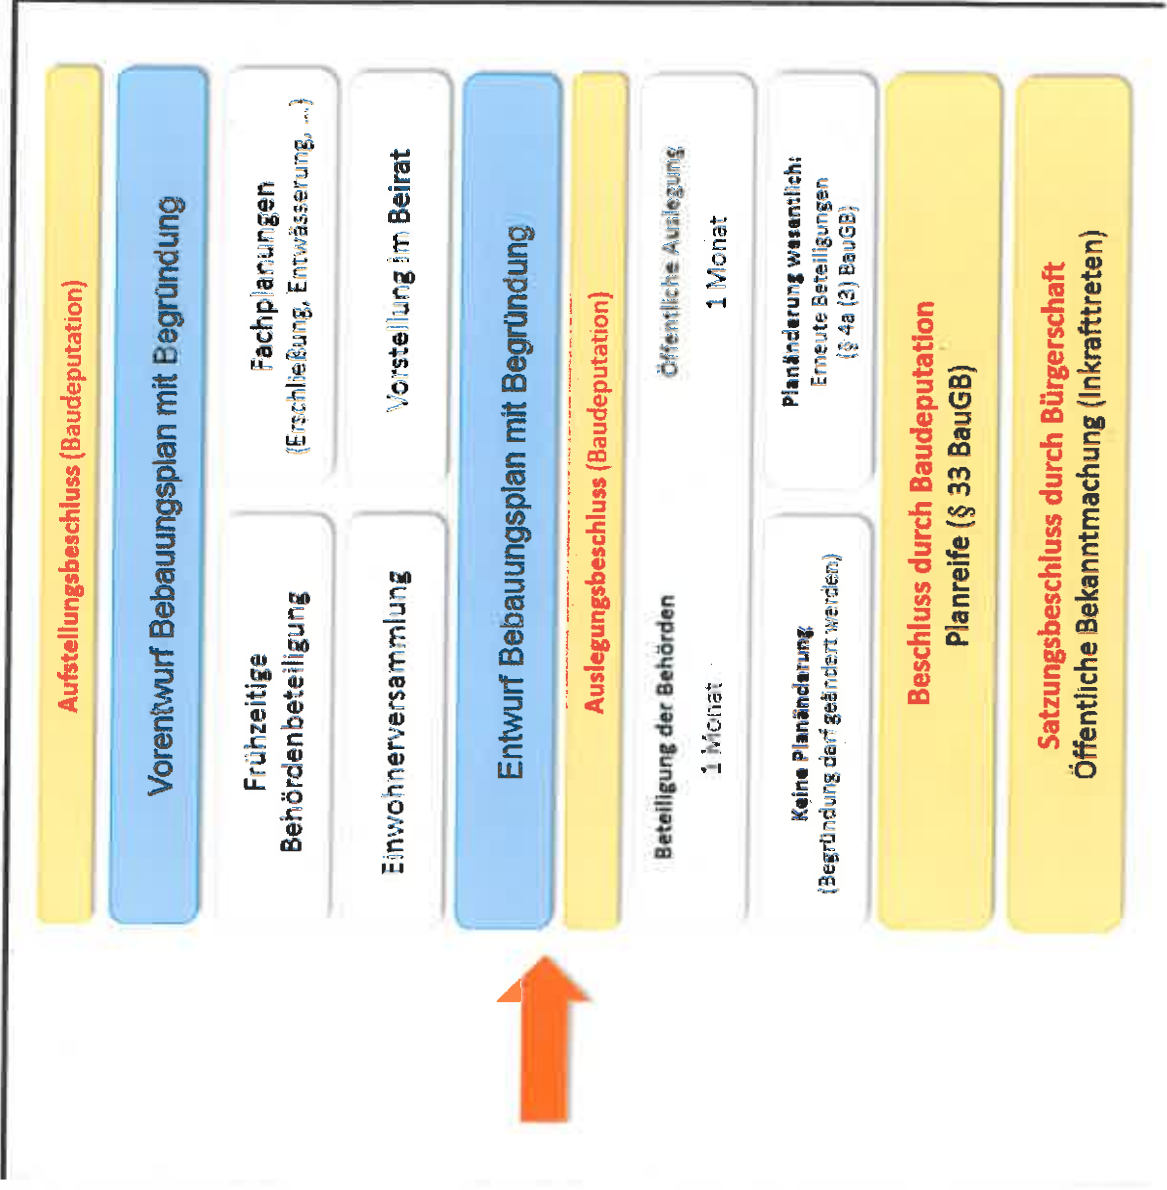 Aufstellungsbeschluss (Baudeputation)
Vorentwurf Bebauungsplan mit Begründung
Frühzeitige
Behördenbeteiligung
Fachplanungen
(Erschließung, Entwässerung, ...)
Einwohnerversammlung
Vorstellung im Beirat
Entwurf Bebauungsplan mit Begründung
Auslegungsbeschluss (Baudeputation)
Beteiligung der Behörden
1 Monat
Öffentliche Auslegung
1 Monat
Keine Planänderung
(Begründung darf geändert werden)
Planänderung wesentlich:
Erneute Beteiligungen
(§ 4a (3) BauGB)
Beschluss durch Baudeputation
Planreife (§ 33 BauGB)
Satzungsbeschluss durch Bürgerschaft
Öffentliche Bekanntmachung (Inkrafttreten)